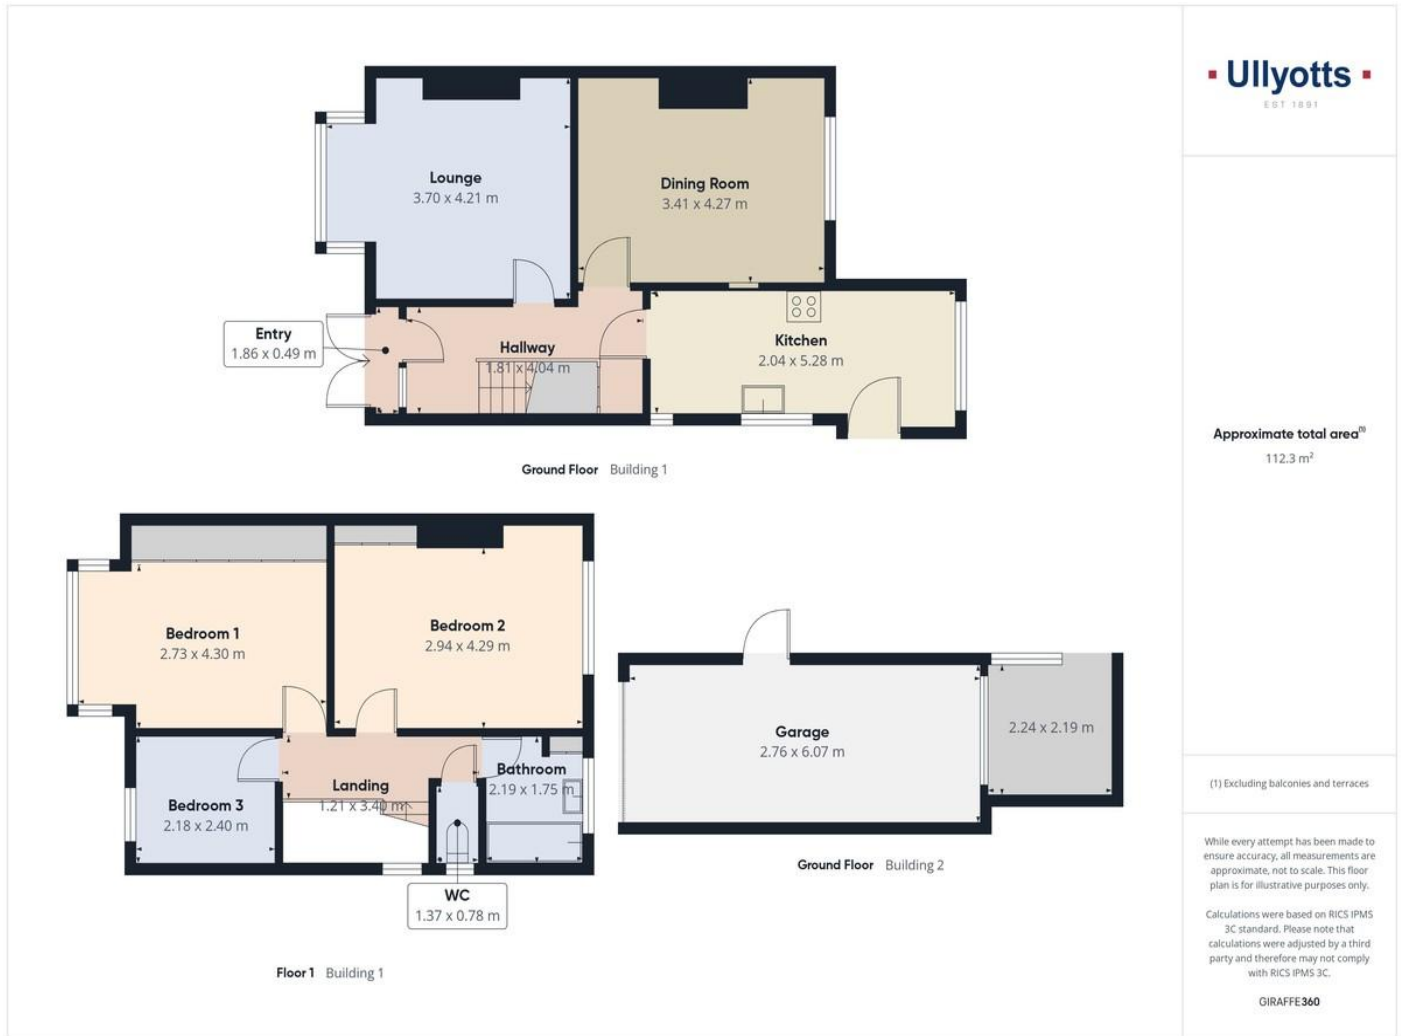 Ullyotts
EST 1891
Lounge
3.70 x 4.21 m
Dining Room
3.41 x 4.27 m
Entry
1.86 x 0.49 m
Hallway
1.81 x 4.04 m
Kitchen
2.04 x 5.28 m
Ground Floor Building 1
Approximate total area(1)
112.3 m²
Bedroom 1
2.73 x 4.30 m
Bedroom 2
2.94 x 4.29 m
Bedroom 3
2.18 x 2.40 m
Landing
1.21 x 3.40 m
Bathroom
2.19 x 1.75 m
WC
1.37 x 0.78 m
Floor 1 Building 1
Garage
2.76 x 6.07 m
2.24 x 2.19 m
Ground Floor Building 2
(1) Excluding balconies and terraces
While every attempt has been made to
ensure accuracy, all measurements are
approximate, not to scale. This floor
plan is for illustrative purposes only.
Calculations were based on RICS IPMS
3C standard. Please note that
calculations were adjusted by a third
party and therefore may not comply
with RICS IPMS 3C.
GIRAFFE360